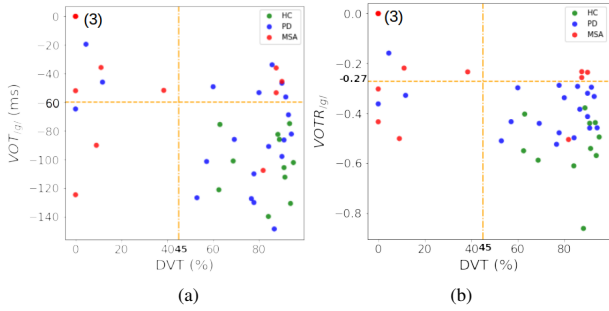 0
−20
−40
−60
−80
−100
−120
−140
VOT/g/ (ms)
(3)
HC
PD
MSA
0 20 40 45 60 80
DVT (%)
(a)
0.0
−0.2
-0.27
−0.4
−0.6
−0.8
VOTR/g/
(3)
HC
PD
MSA
0 20 40 45 60 80
DVT (%)
(b)